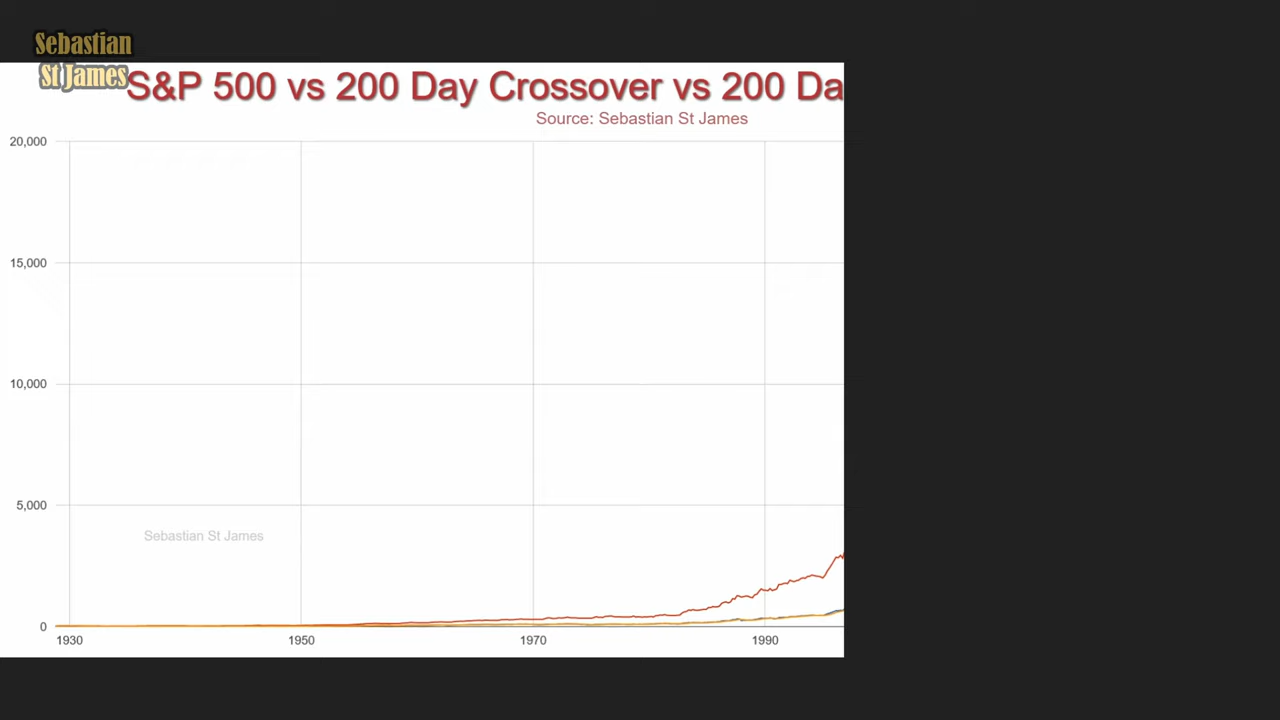 Sebastian
St James
S&P 500 vs 200 Day Crossover vs 200 Da
Source: Sebastian St James
20,000
15,000
10,000
5,000
Sebastian St James
0
1930 1950 1970 1990